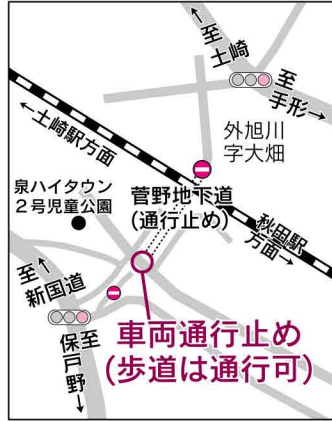 ←至土崎
至手形→
←土崎駅方面
外旭川
字大畑
泉ハイタウン
2号児童公園
菅野地下道
(通行止め)
秋田駅
方面→
至←
新国道
至
保戸野→
車両通行止め
(歩道は通行可)